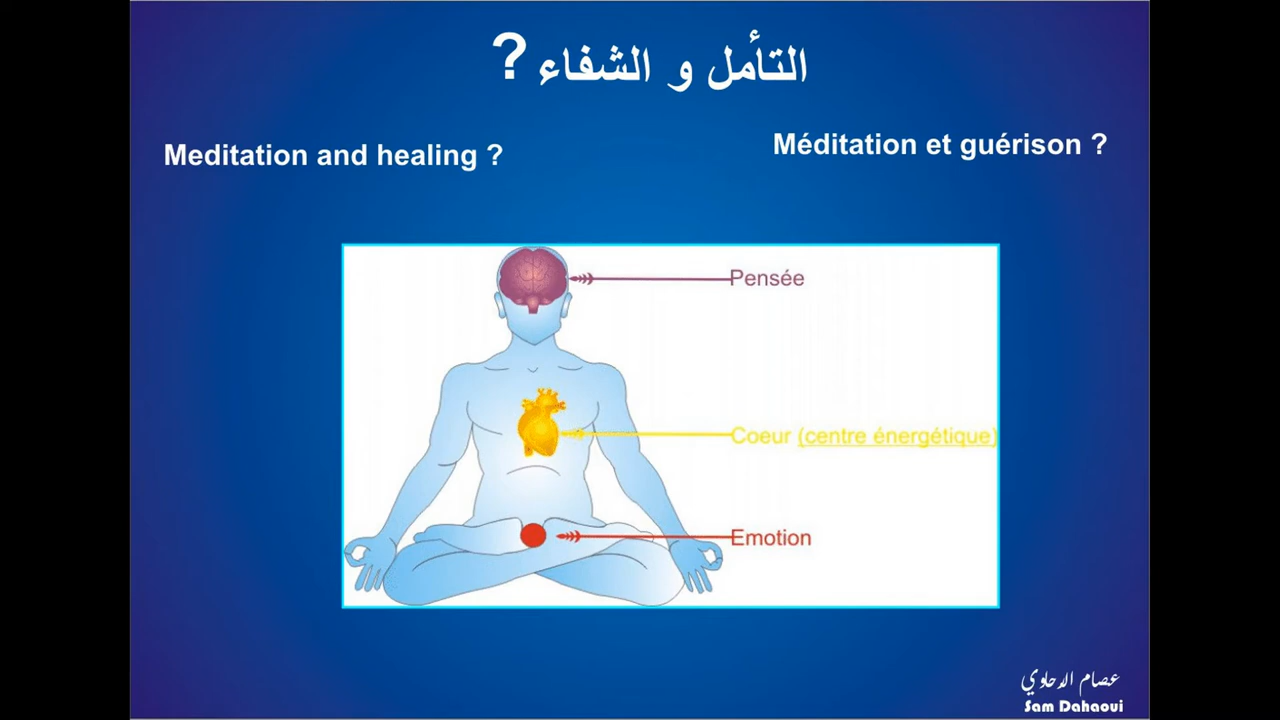 التأمل و الشفاء ?
Meditation and healing ?
Méditation et guérison ?
Pensée
Coeur (centre énergétique)
Emotion
عصام الدحاوي
Sam Dahaoui